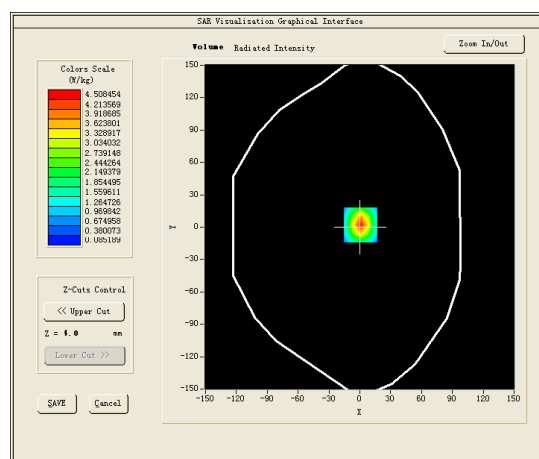 SAR Visualisation Graphical Interface
Volume Radiated Intensity
Zoom In/Out
Colors Scale
(W/kg)
4.508454
4.213569
3.918685
3.623801
3.328917
3.034032
2.739148
2.444264
2.149379
1.854495
1.559611
1.264726
0.969842
0.674958
0.380073
0.085189
Z-Cuts Control
<< Upper Cut
Z = 4.0 mm
Lower Cut >>
SAVE Cancel
150
120
90
60
30
0
-30
-60
-90
-120
-150
Y
-150 -120 -90 -60 -30 0 30 60 90 120 150
X